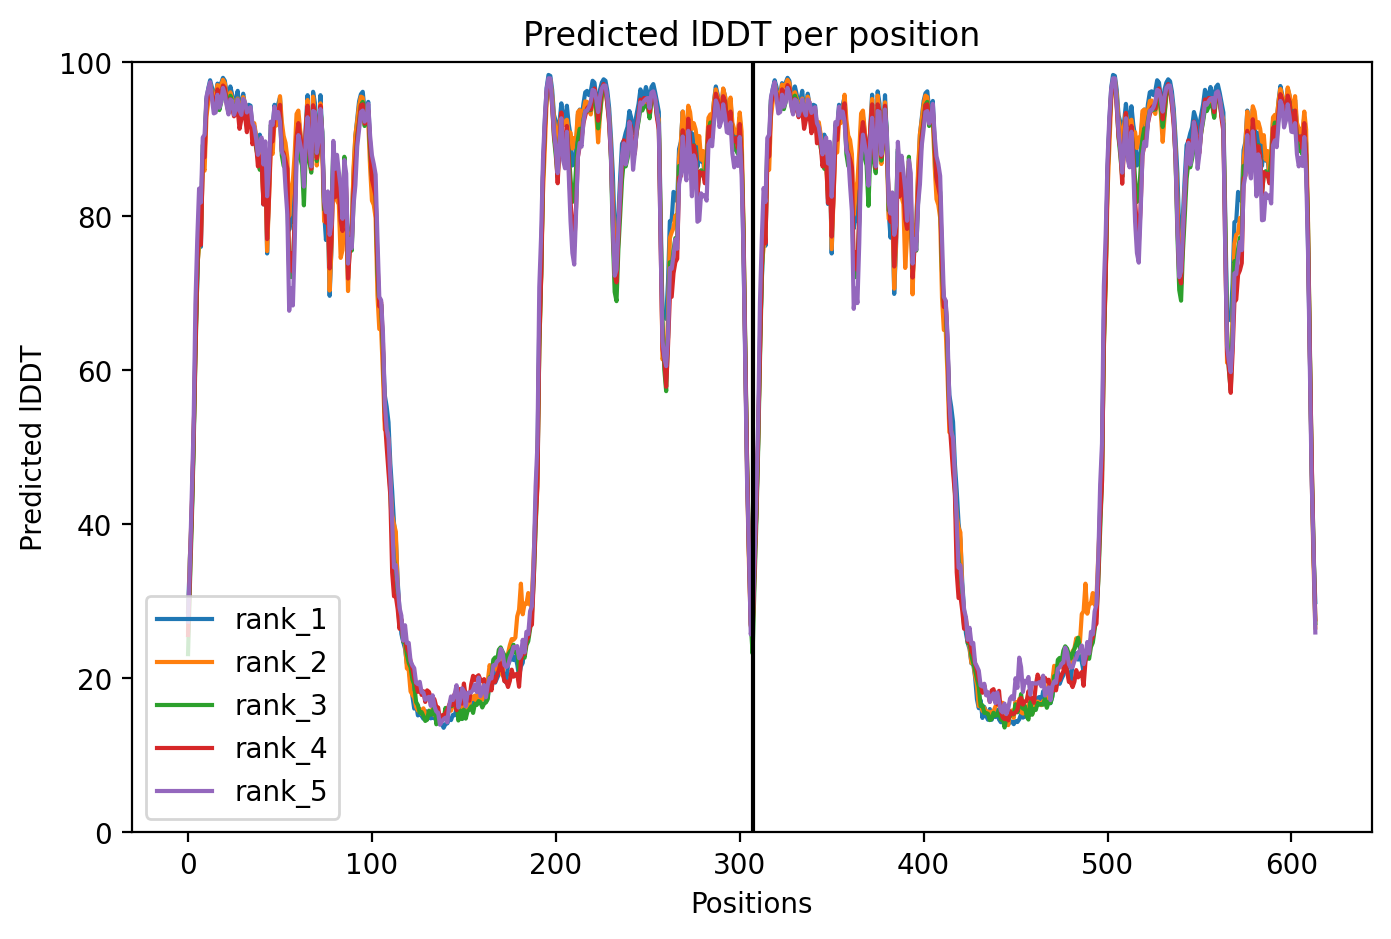 Predicted lDDT per position
100
80
60
40
20
0
Predicted lDDT
rank_1
rank_2
rank_3
rank_4
rank_5
0 100 200 300 400 500 600
Positions